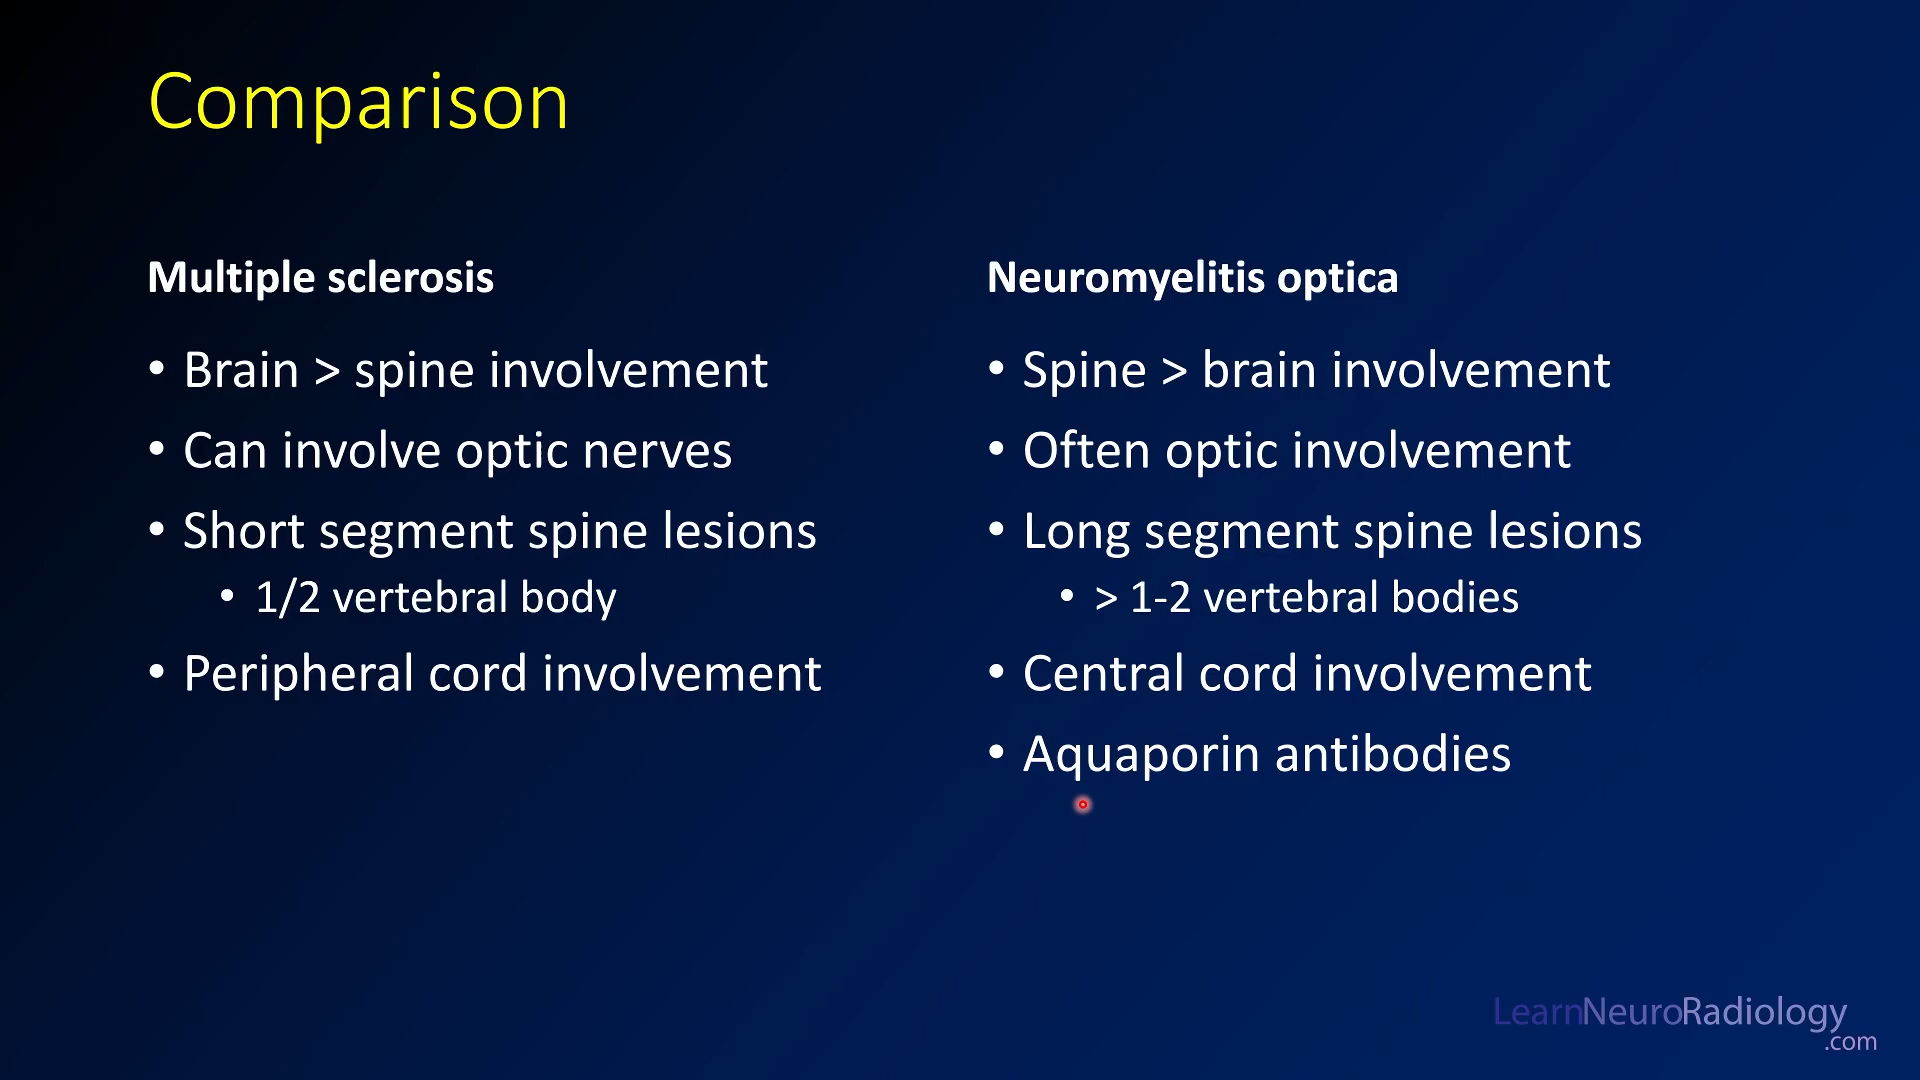 Comparison
Multiple sclerosis
• Brain > spine involvement
• Can involve optic nerves
• Short segment spine lesions
• 1/2 vertebral body
• Peripheral cord involvement
Neuromyelitis optica
• Spine > brain involvement
• Often optic involvement
• Long segment spine lesions
• > 1-2 vertebral bodies
• Central cord involvement
• Aquaporin antibodies
LearnNeuroRadiology
.com